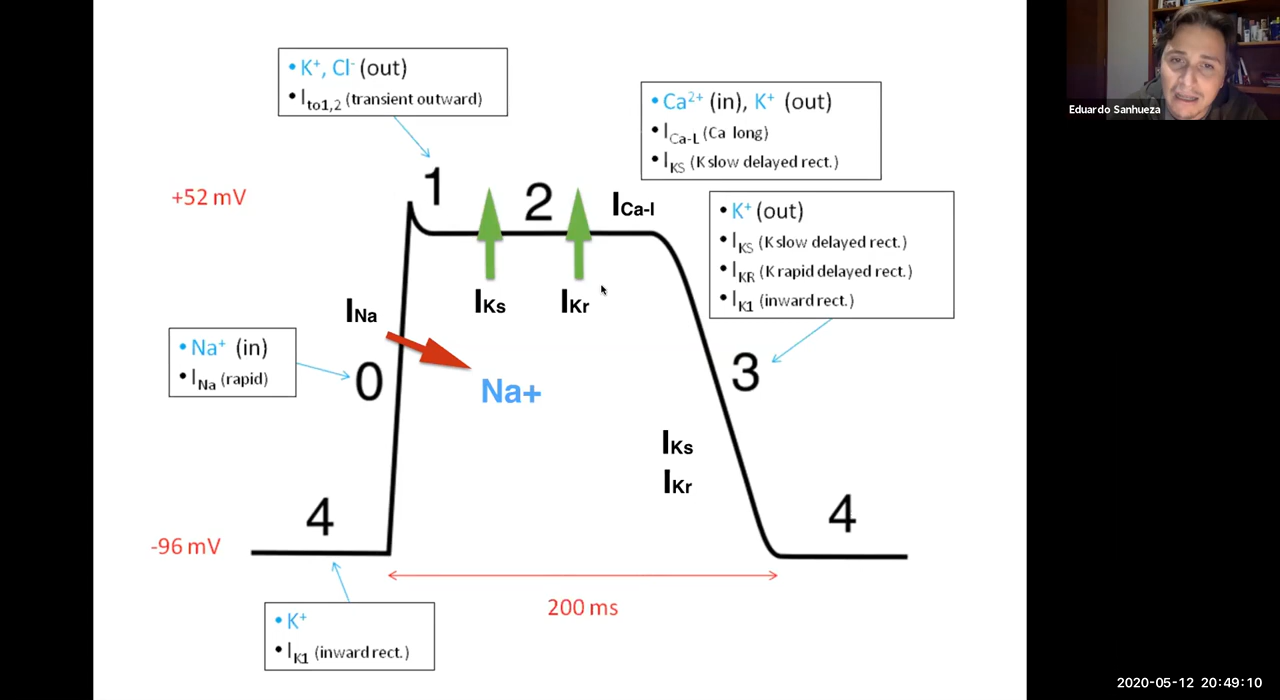 • K⁺, Cl⁻ (out)
• Ito1,2 (transient outward)
• Ca²⁺ (in), K⁺ (out)
• ICa-L (Ca long)
• IKS (K slow delayed rect.)
Eduardo Sanhueza
+52 mV
1
2
ICa-l
• K⁺ (out)
• IKS (K slow delayed rect.)
• IKR (K rapid delayed rect.)
• IK1 (inward rect.)
INa
IKs
IKr
• Na⁺ (in)
• INa (rapid)
0
Na+
3
IKs
IKr
4
4
-96 mV
200 ms
• K⁺
• IK1 (inward rect.)
2020-05-12 20:49:10